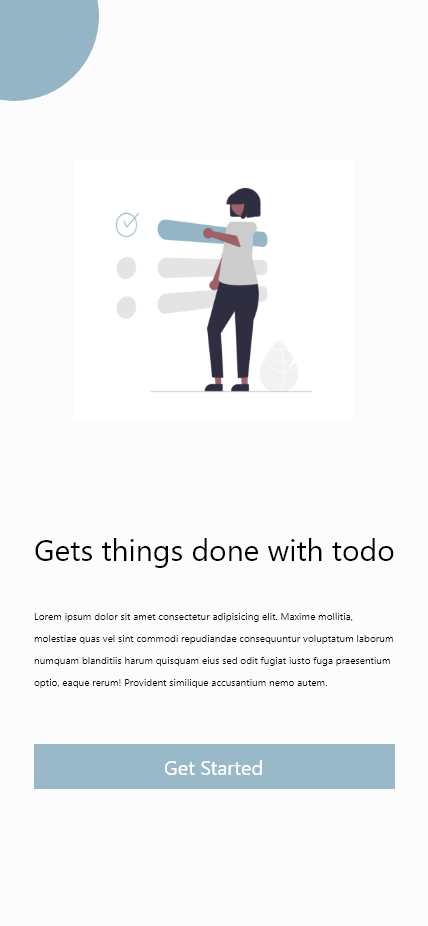 Gets things done with todo
Lorem ipsum dolor sit amet consectetur adipisicing elit. Maxime mollitia,
molestiae quas vel sint commodi repudiandae consequuntur voluptatum laborum
numquam blanditiis harum quisquam eius sed odit fugiat iusto fuga praesentium
optio, eaque rerum! Provident similique accusantium nemo autem.
Get Started